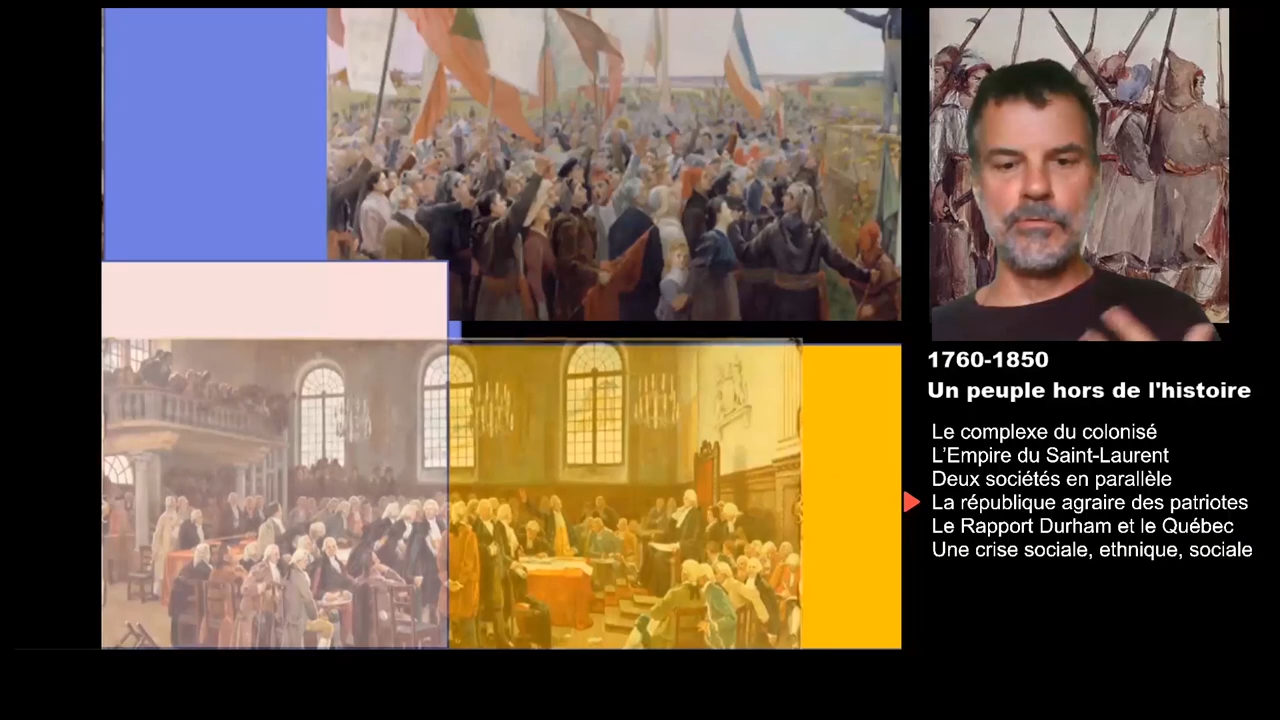 1760-1850
Un peuple hors de l'histoire
Le complexe du colonisé
L’Empire du Saint-Laurent
Deux sociétés en parallèle
La république agraire des patriotes
Le Rapport Durham et le Québec
Une crise sociale, ethnique, sociale